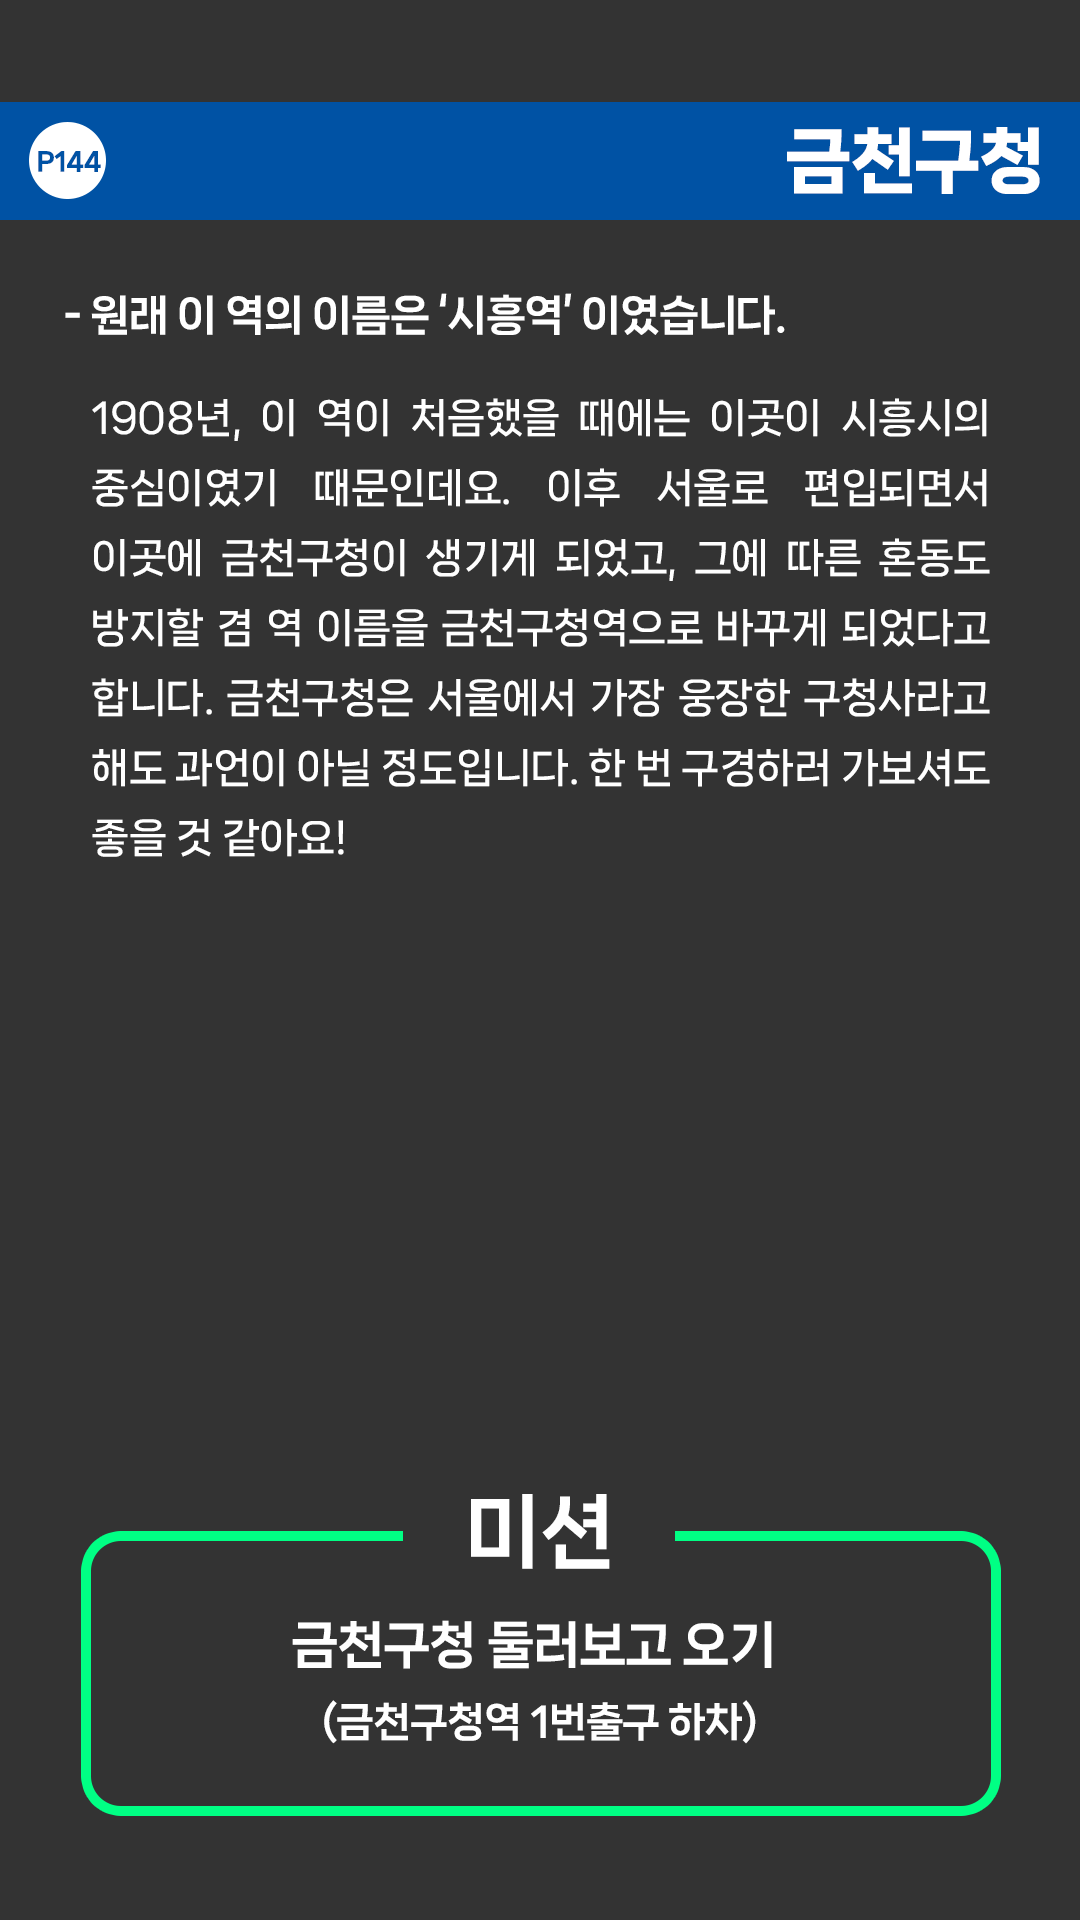 P144
금천구청
- 원래 이 역의 이름은 ‘시흥역’ 이였습니다.
1908년, 이 역이 처음했을 때에는 이곳이 시흥시의
중심이였기 때문인데요. 이후 서울로 편입되면서
이곳에 금천구청이 생기게 되었고, 그에 따른 혼동도
방지할 겸 역 이름을 금천구청역으로 바꾸게 되었다고
합니다. 금천구청은 서울에서 가장 웅장한 구청사라고
해도 과언이 아닐 정도입니다. 한 번 구경하러 가보셔도
좋을 것 같아요!
미션
금천구청 둘러보고 오기
(금천구청역 1번출구 하차)